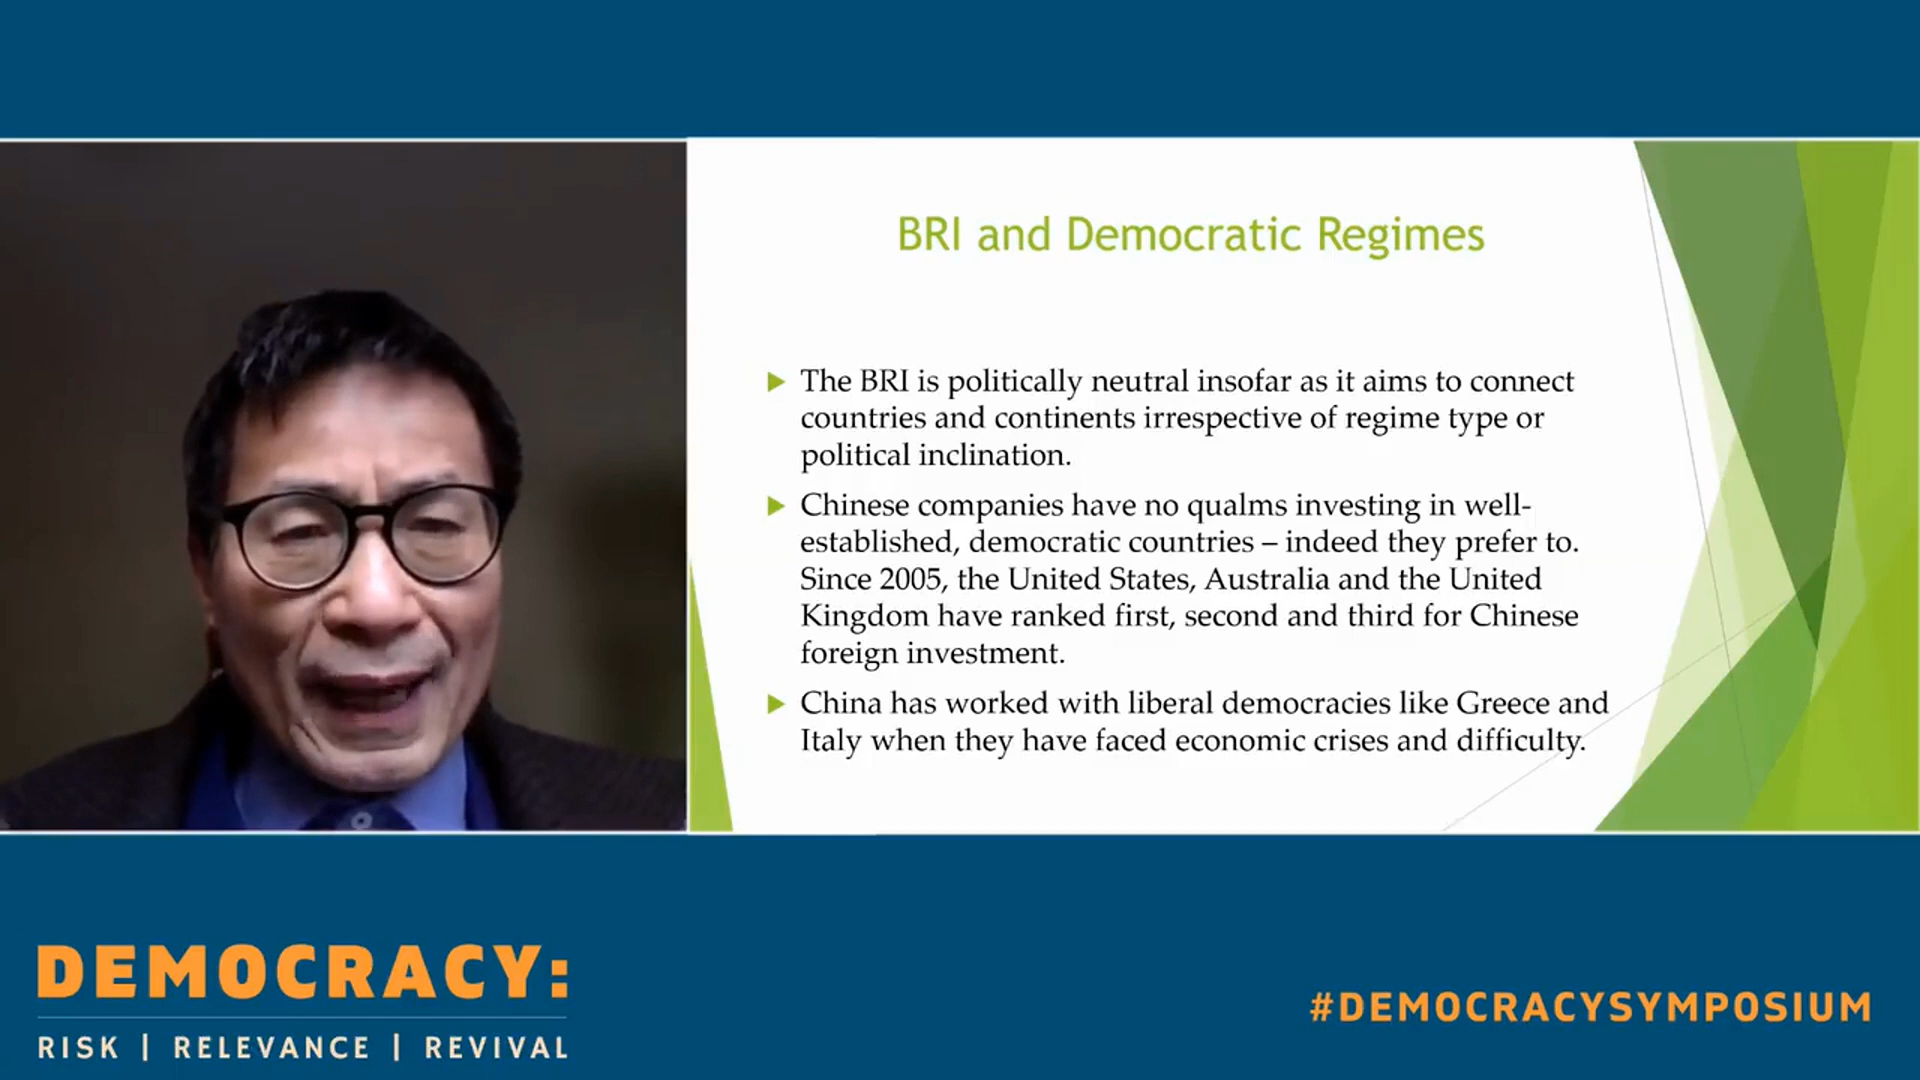 BRI and Democratic Regimes
The BRI is politically neutral insofar as it aims to connect
countries and continents irrespective of regime type or
political inclination.
Chinese companies have no qualms investing in well-
established, democratic countries – indeed they prefer to.
Since 2005, the United States, Australia and the United
Kingdom have ranked first, second and third for Chinese
foreign investment.
China has worked with liberal democracies like Greece and
Italy when they have faced economic crises and difficulty.
DEMOCRACY:
RISK | RELEVANCE | REVIVAL
#DEMOCRACYSYMPOSIUM